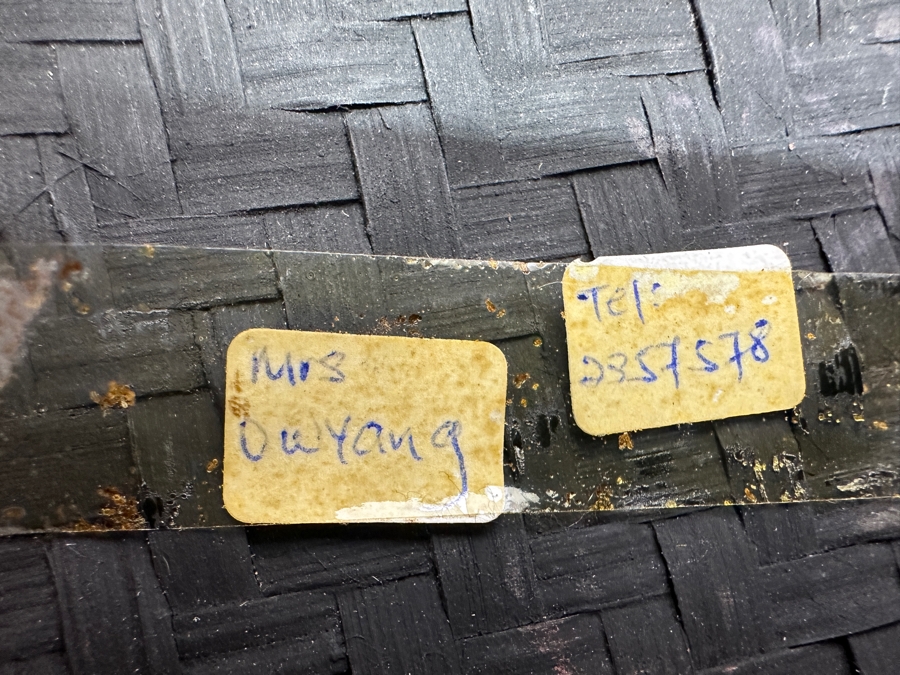 Mrs
Owyang
Tel:
2357578